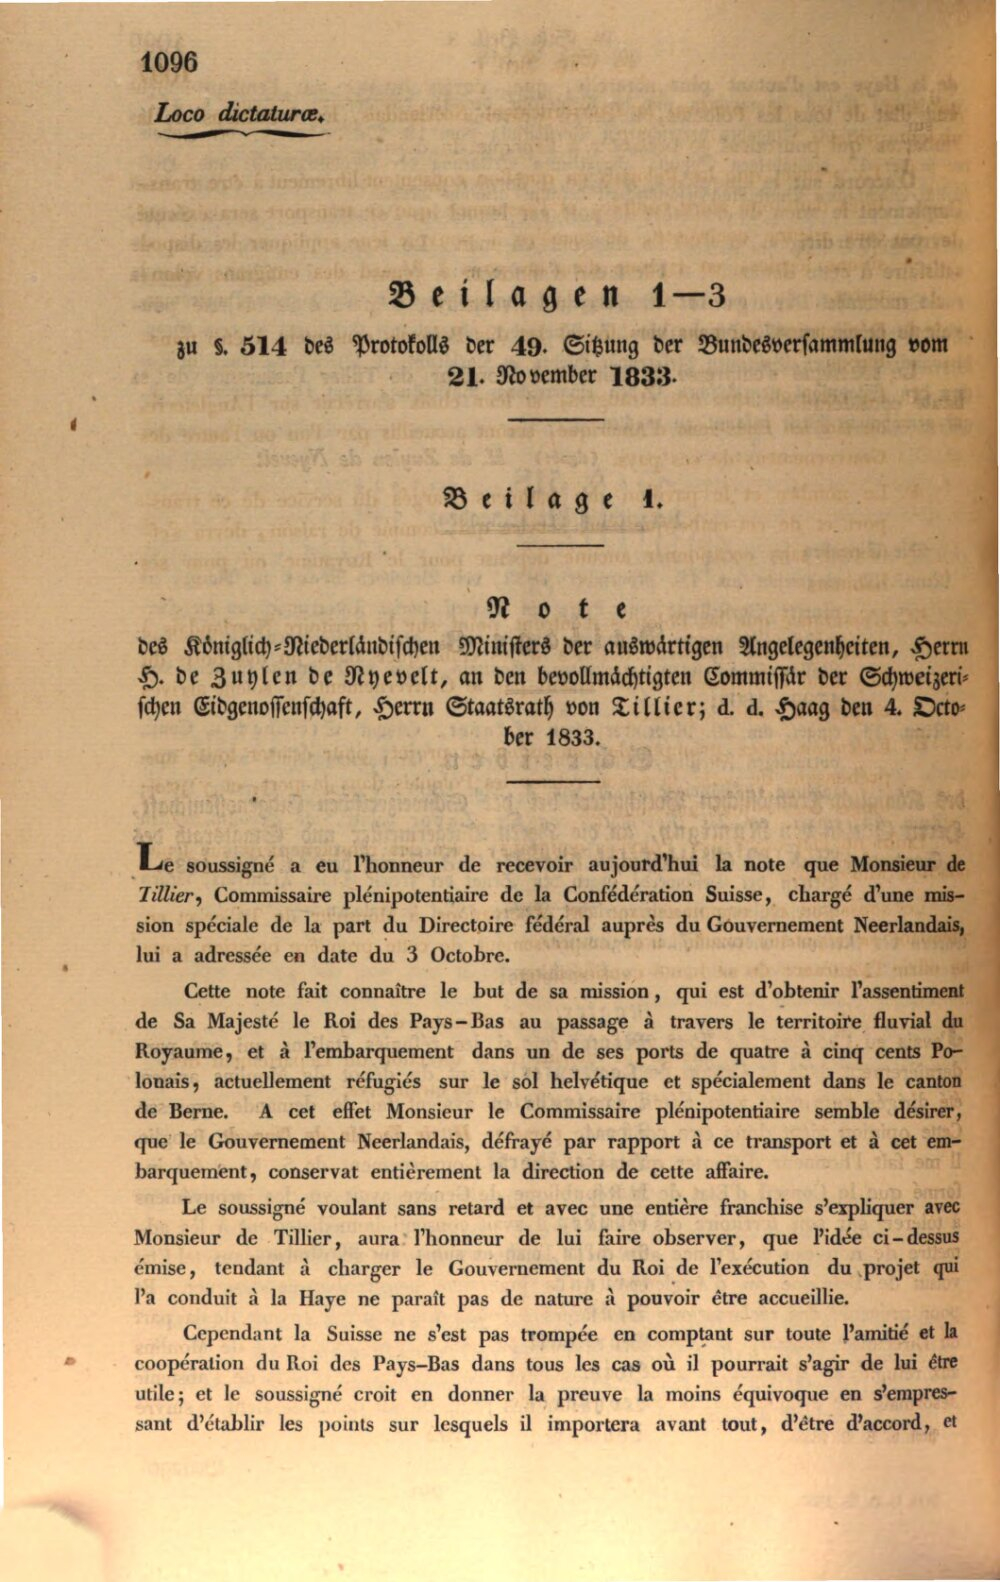 1096
Loco dictaturæ.
Beilagen 1—3
zu §. 514 des Protokolls der 49. Sitzung der Bundesversammlung vom
21. November 1833.
Beilage 1.
Note
des Königlich-Niederländischen Ministers der auswärtigen Angelegenheiten, Herrn
H. de Zuylen de Nyevelt, an den bevollmächtigten Commissär der Schweizeri-
schen Eidgenossenschaft, Herrn Staatsrath von Tillier; d. d. Haag den 4. Octo-
ber 1833.
Le soussigné a eu l'honneur de recevoir aujourd'hui la note que Monsieur de
Tillier, Commissaire plénipotentiaire de la Confédération Suisse, chargé d'une mis-
sion spéciale de la part du Directoire fédéral auprès du Gouvernement Neerlandais,
lui a adressée en date du 3 Octobre.
Cette note fait connaître le but de sa mission, qui est d'obtenir l'assentiment
de Sa Majesté le Roi des Pays-Bas au passage à travers le territoire fluvial du
Royaume, et à l'embarquement dans un de ses ports de quatre à cinq cents Po-
lonais, actuellement réfugiés sur le sol helvétique et spécialement dans le canton
de Berne. A cet effet Monsieur le Commissaire plénipotentiaire semble désirer,
que le Gouvernement Neerlandais, défrayé par rapport à ce transport et à cet em-
barquement, conservat entièrement la direction de cette affaire.
Le soussigné voulant sans retard et avec une entière franchise s'expliquer avec
Monsieur de Tillier, aura l'honneur de lui faire observer, que l'idée ci-dessus
émise, tendant à charger le Gouvernement du Roi de l'exécution du projet qui
l'a conduit à la Haye ne paraît pas de nature à pouvoir être accueillie.
Cependant la Suisse ne s'est pas trompée en comptant sur toute l'amitié et la
coopération du Roi des Pays-Bas dans tous les cas où il pourrait s'agir de lui être
utile; et le soussigné croit en donner la preuve la moins équivoque en s'empres-
sant d'établir les points sur lesquels il importera avant tout, d'être d'accord, et